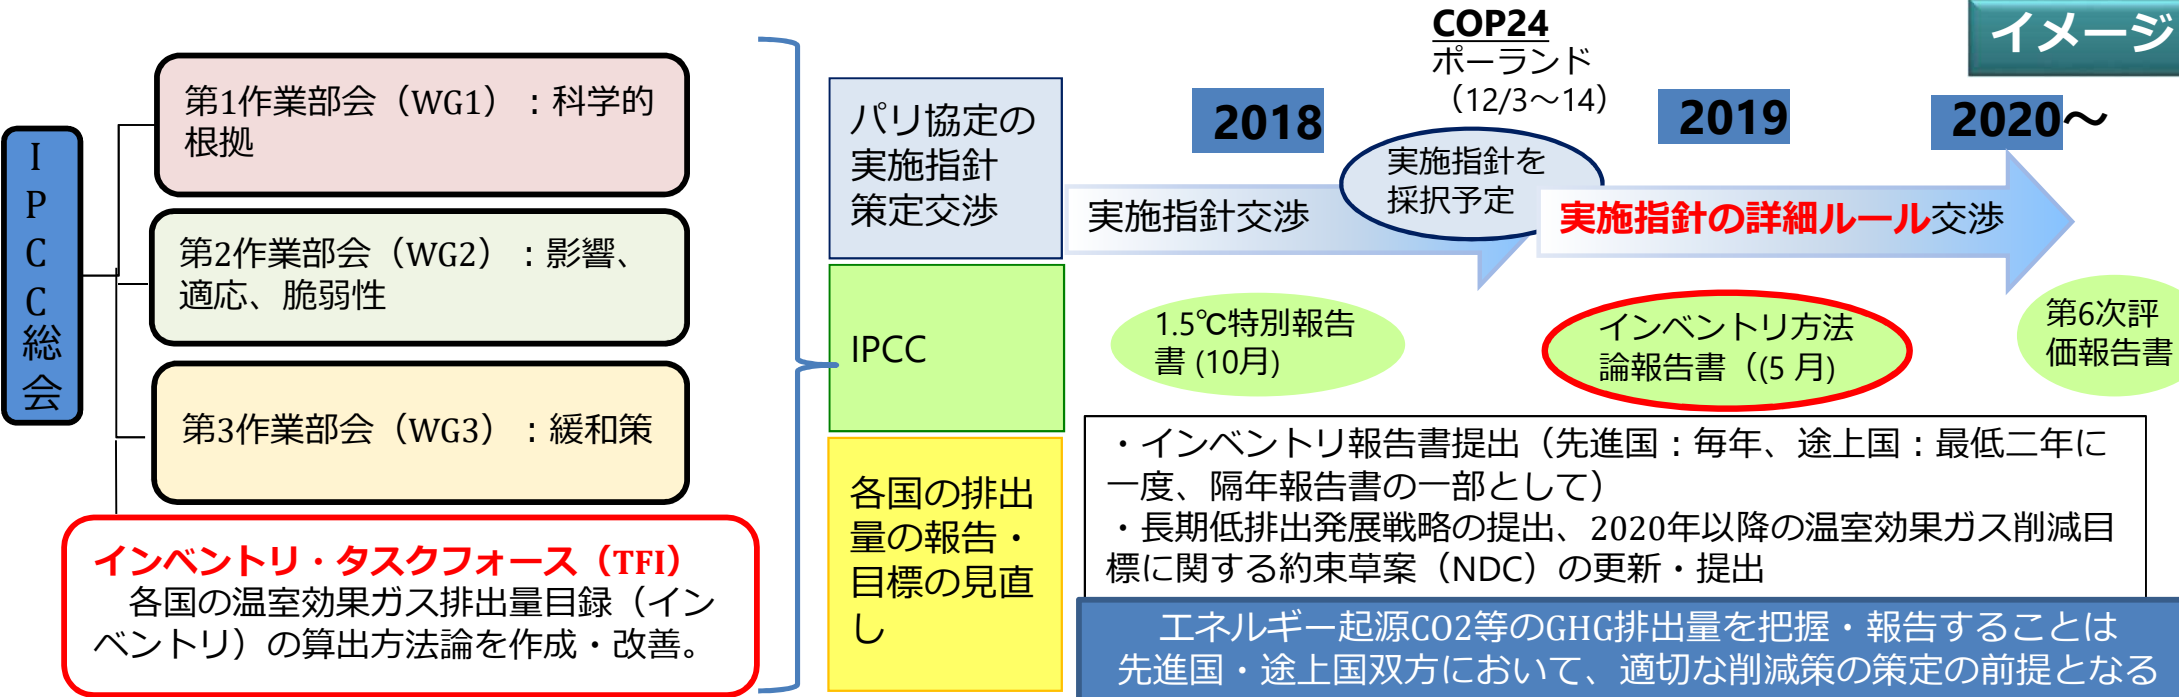 IPCC総会
第1作業部会（WG1）：科学的
根拠
第2作業部会（WG2）：影響、
適応、脆弱性
第3作業部会（WG3）：緩和策
インベントリ・タスクフォース（TFI）
各国の温室効果ガス排出量目録（イン
ベントリ）の算出方法論を作成・改善。
イメージ
COP24
ポーランド
（12/3～14）
2018
2019
2020～
パリ協定の
実施指針
策定交渉
実施指針交渉
実施指針を
採択予定
実施指針の詳細ルール交渉
IPCC
1.5℃特別報告
書 (10月)
インベントリ方法
論報告書（(5 月)
第6次評
価報告書
各国の排出
量の報告・
目標の見直
し
・インベントリ報告書提出（先進国：毎年、途上国：最低二年に
一度、隔年報告書の一部として）
・長期低排出発展戦略の提出、2020年以降の温室効果ガス削減目
標に関する約束草案（NDC）の更新・提出
エネルギー起源CO2等のGHG排出量を把握・報告することは
先進国・途上国双方において、適切な削減策の策定の前提となる